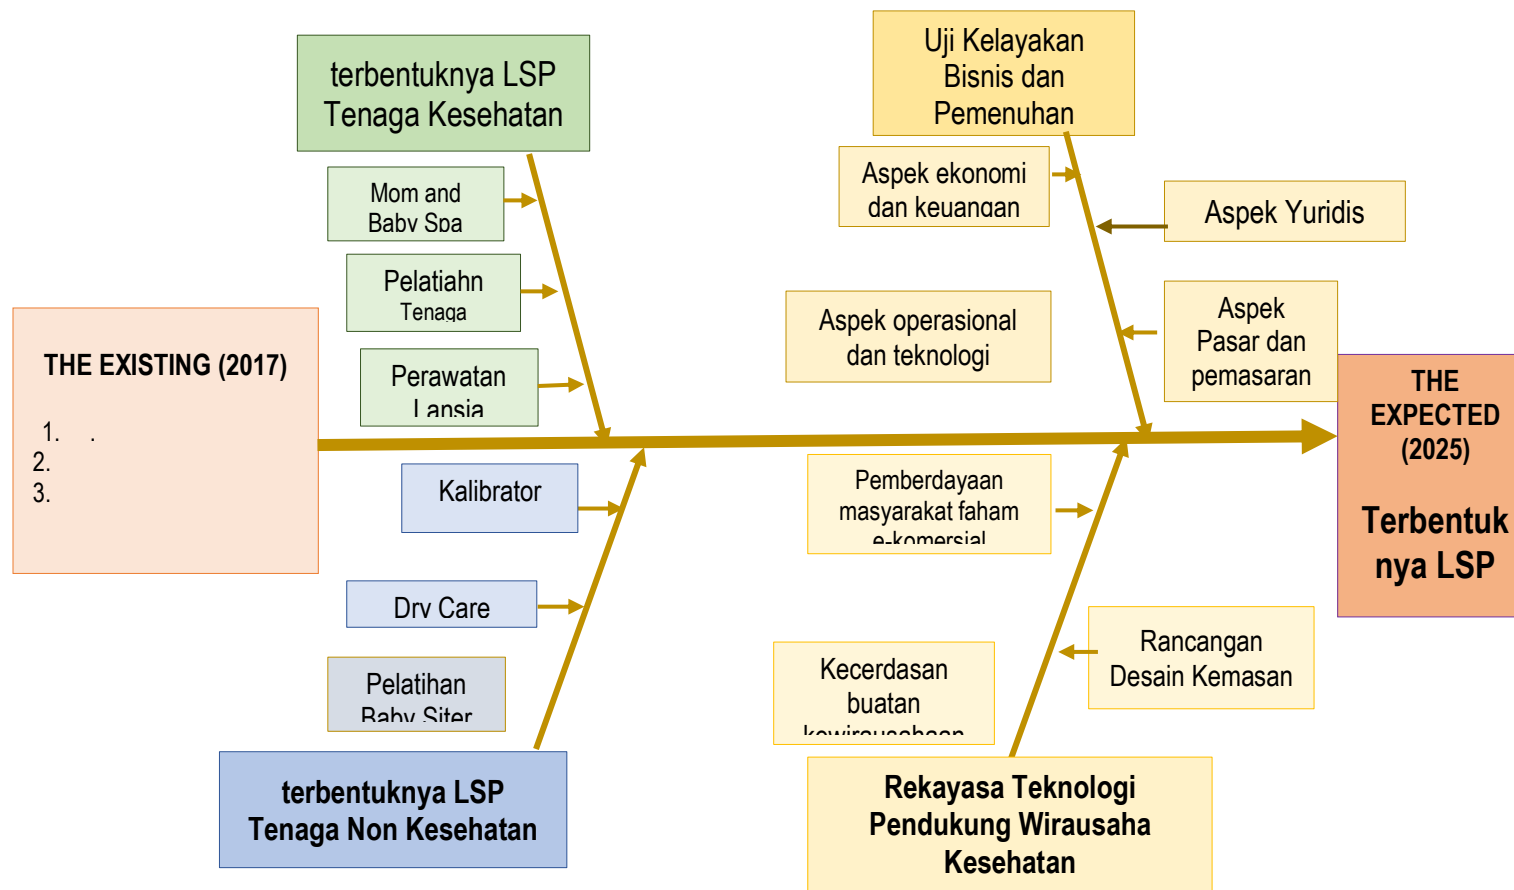 terbentuknya LSP
Tenaga Kesehatan
Uji Kelayakan
Bisnis dan
Pemenuhan
Mom and
Baby Spa
Aspek ekonomi
dan keuangan
Aspek Yuridis
Pelatiahn
Tenaga
Aspek operasional
dan teknologi
Aspek
Pasar dan
pemasaran
THE EXISTING (2017)
1. .
2.
3.
Perawatan
Lansia
THE
EXPECTED
(2025)
Terbentuk
nya LSP
Kalibrator
Pemberdayaan
masyarakat faham
e-komersial
Dry Care
Rancangan
Desain Kemasan
Pelatihan
Baby Siter
Kecerdasan
buatan
kewirausahaan
terbentuknya LSP
Tenaga Non Kesehatan
Rekayasa Teknologi
Pendukung Wirausaha
Kesehatan